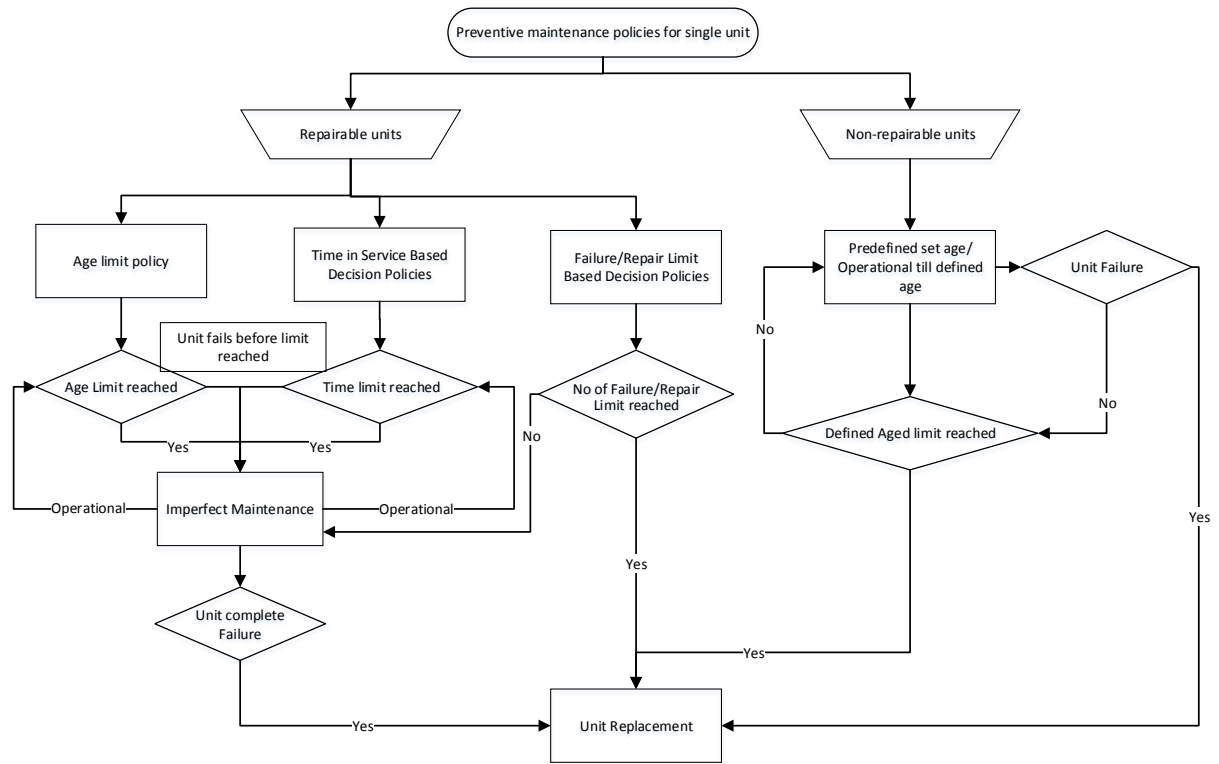 Preventive maintenance policies for single unit
Repairable units
Non-repairable units
Age limit policy
Time in Service Based
Decision Policies
Failure/Repair Limit
Based Decision Policies
Predefined set age/
Operational till defined
age
Unit Failure
Unit fails before limit
reached
No
Age Limit reached
Time limit reached
No of Failure/Repair
Limit reached
No
Defined Aged limit reached
No
Yes
Yes
Operational
Imperfect Maintenance
Operational
Yes
Yes
Unit complete
Failure
Yes
Yes
Unit Replacement